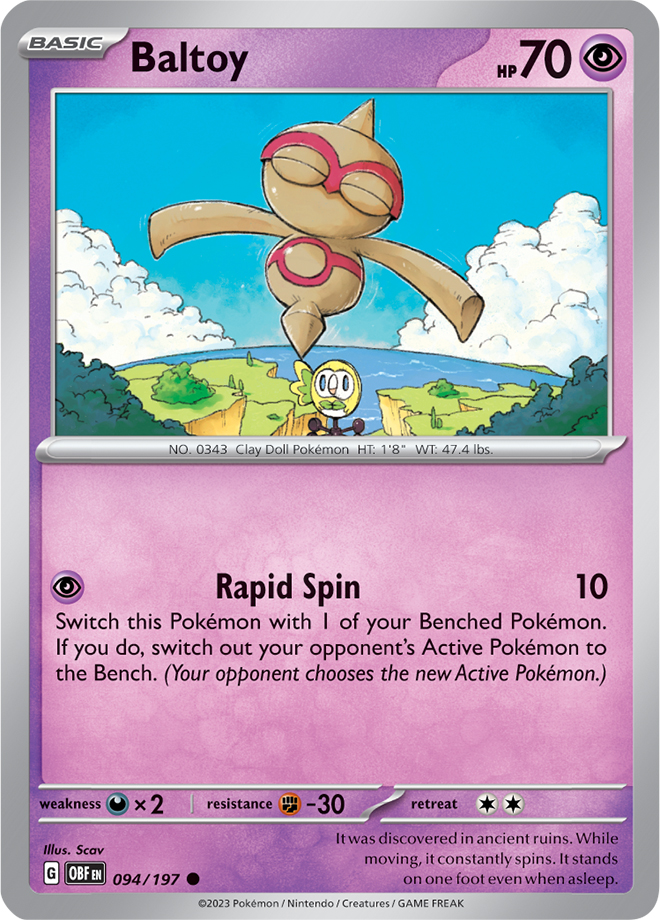 BASIC
Baltoy
HP 70
NO. 0343 Clay Doll Pokémon HT: 1'8" WT: 47.4 lbs.
Rapid Spin 10
Switch this Pokémon with 1 of your Benched Pokémon.
If you do, switch out your opponent's Active Pokémon to
the Bench. (Your opponent chooses the new Active Pokémon.)
weakness ×2 resistance -30 retreat
Illus. Scav
It was discovered in ancient ruins. While
moving, it constantly spins. It stands
on one foot even when asleep.
G OBF EN 094/197
©2023 Pokémon / Nintendo / Creatures / GAME FREAK